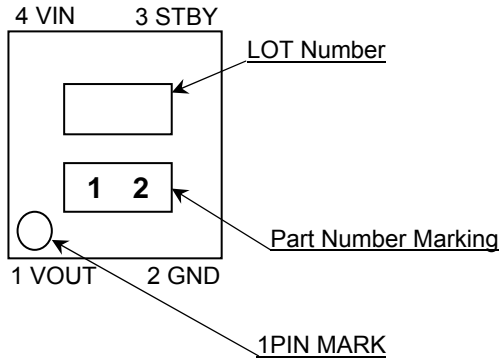 4 VIN 3 STBY
LOT Number
1 2
Part Number Marking
1 VOUT 2 GND
1PIN MARK